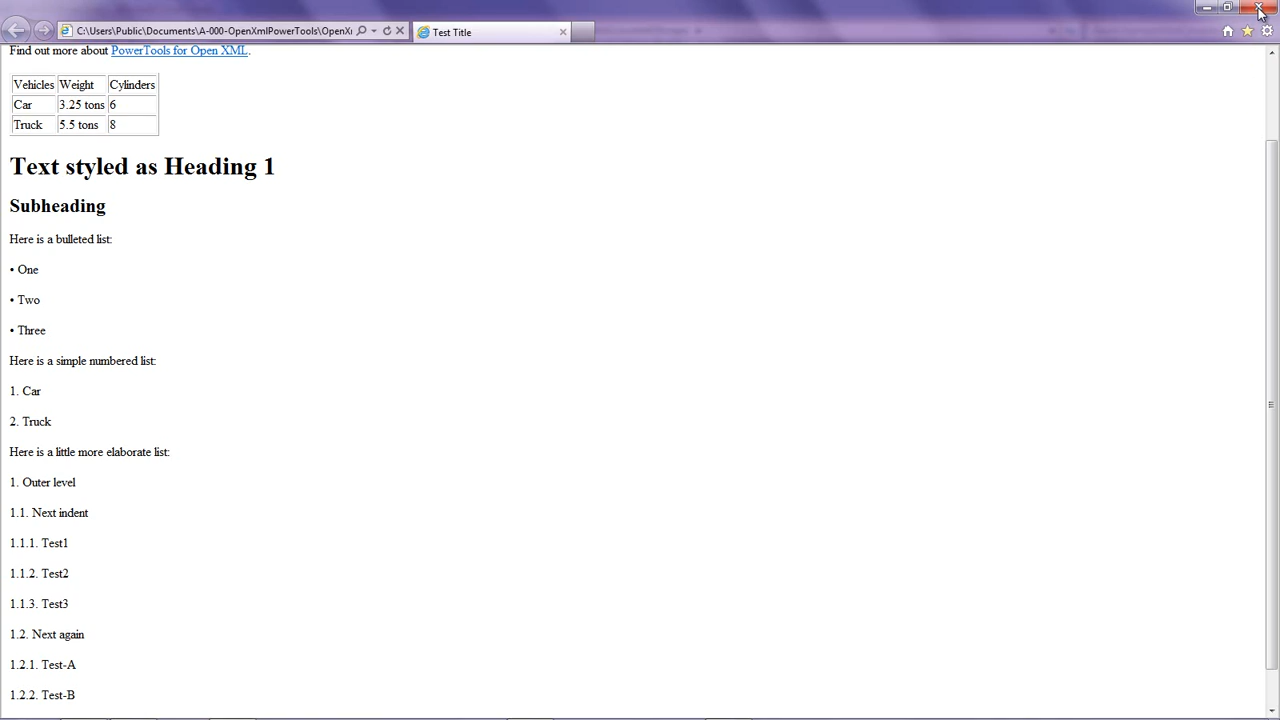 C:\Users\Public\Documents\A-000-OpenXmlPowerTools\OpenXı
Test Title
Find out more about PowerTools for Open XML.
Vehicles Weight Cylinders
Car 3.25 tons 6
Truck 5.5 tons 8
Text styled as Heading 1
Subheading
Here is a bulleted list:
• One
• Two
• Three
Here is a simple numbered list:
1. Car
2. Truck
Here is a little more elaborate list:
1. Outer level
1.1. Next indent
1.1.1. Test1
1.1.2. Test2
1.1.3. Test3
1.2. Next again
1.2.1. Test-A
1.2.2. Test-B